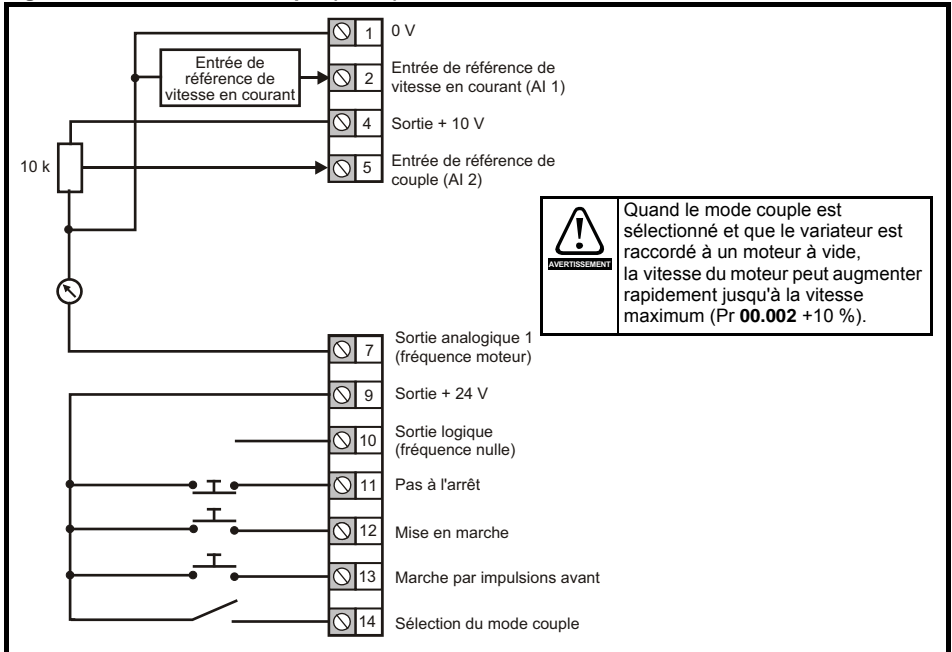 1 0 V
Entrée de
référence de
vitesse en courant
2 Entrée de référence de
vitesse en courant (AI 1)
4 Sortie + 10 V
10 k
5 Entrée de référence de
couple (AI 2)
AVERTISSEMENT
Quand le mode couple est
sélectionné et que le variateur est
raccordé à un moteur à vide,
la vitesse du moteur peut augmenter
rapidement jusqu'à la vitesse
maximum (Pr 00.002 +10 %).
7 Sortie analogique 1
(fréquence moteur)
9 Sortie + 24 V
10 Sortie logique
(fréquence nulle)
11 Pas à l'arrêt
12 Mise en marche
13 Marche par impulsions avant
14 Sélection du mode couple